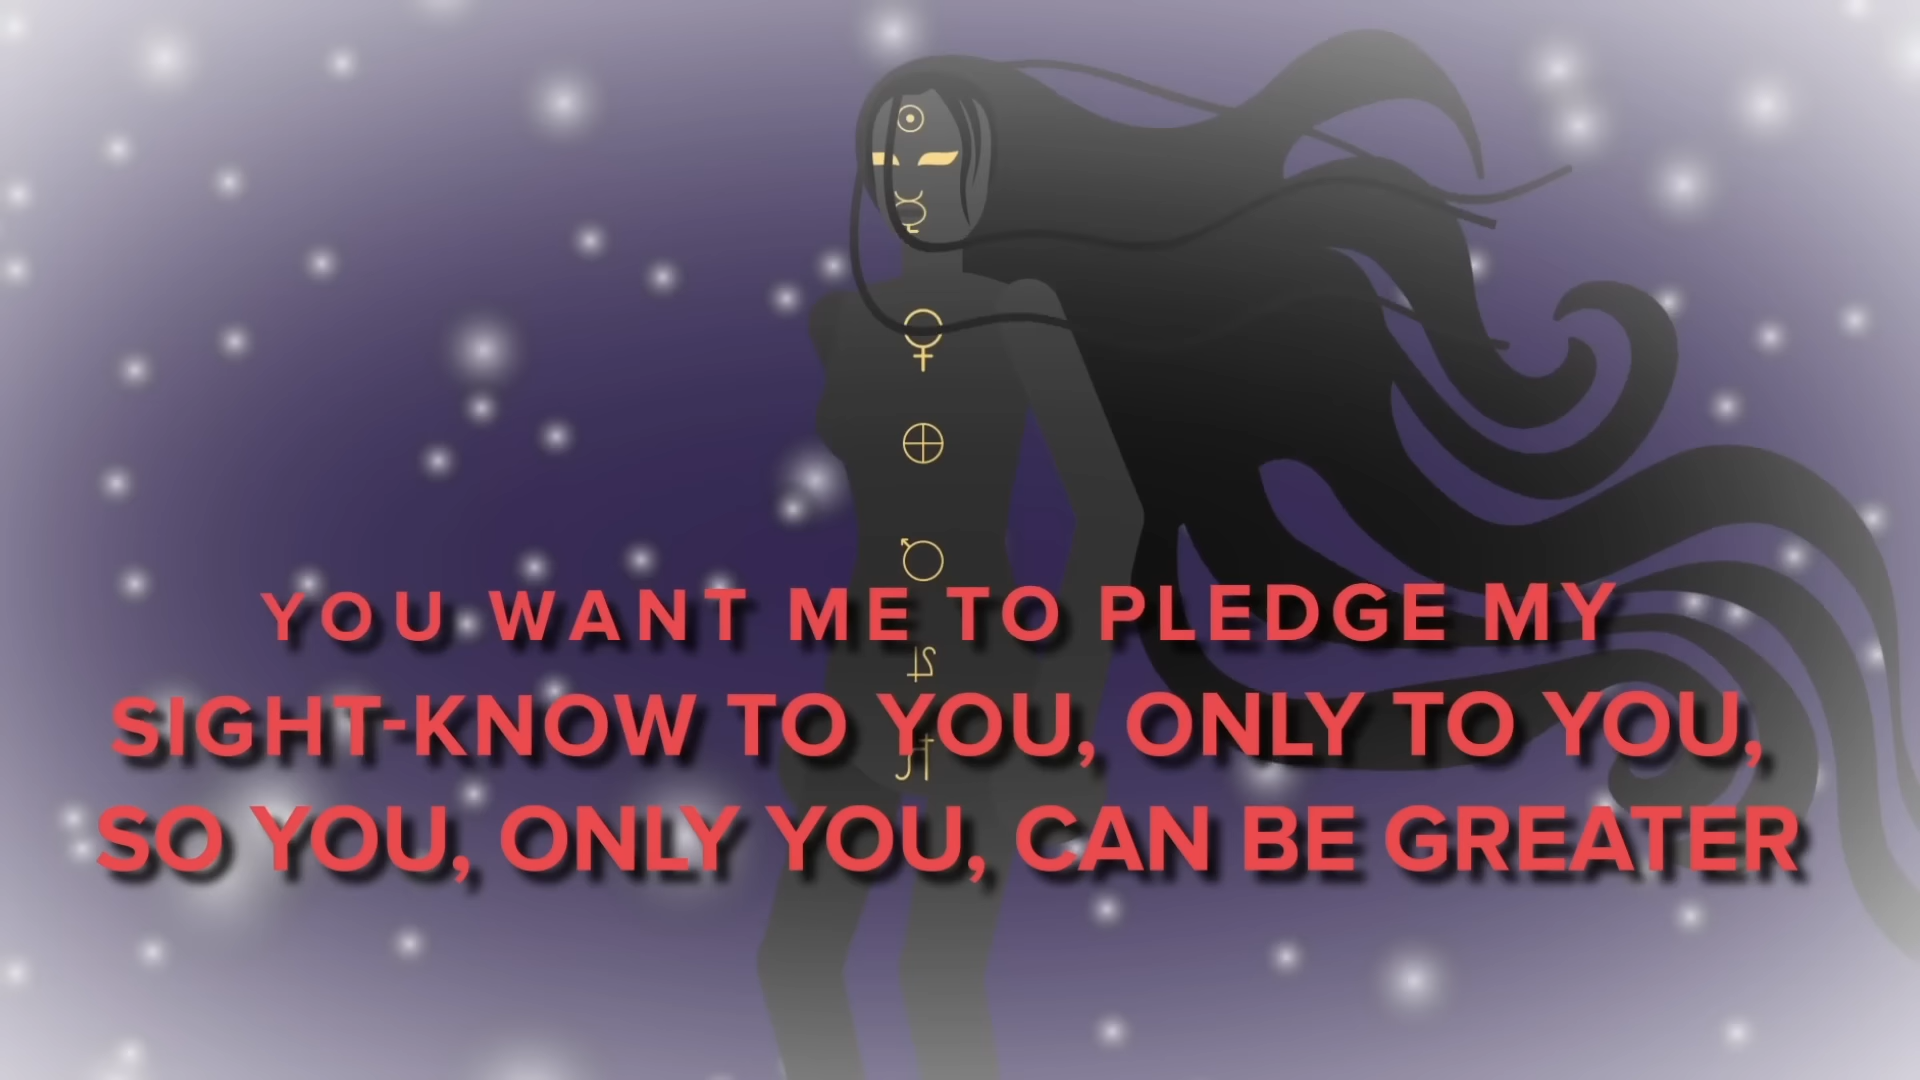 YOU WANT ME TO PLEDGE MY
SIGHT-KNOW TO YOU, ONLY TO YOU,
SO YOU, ONLY YOU, CAN BE GREATER